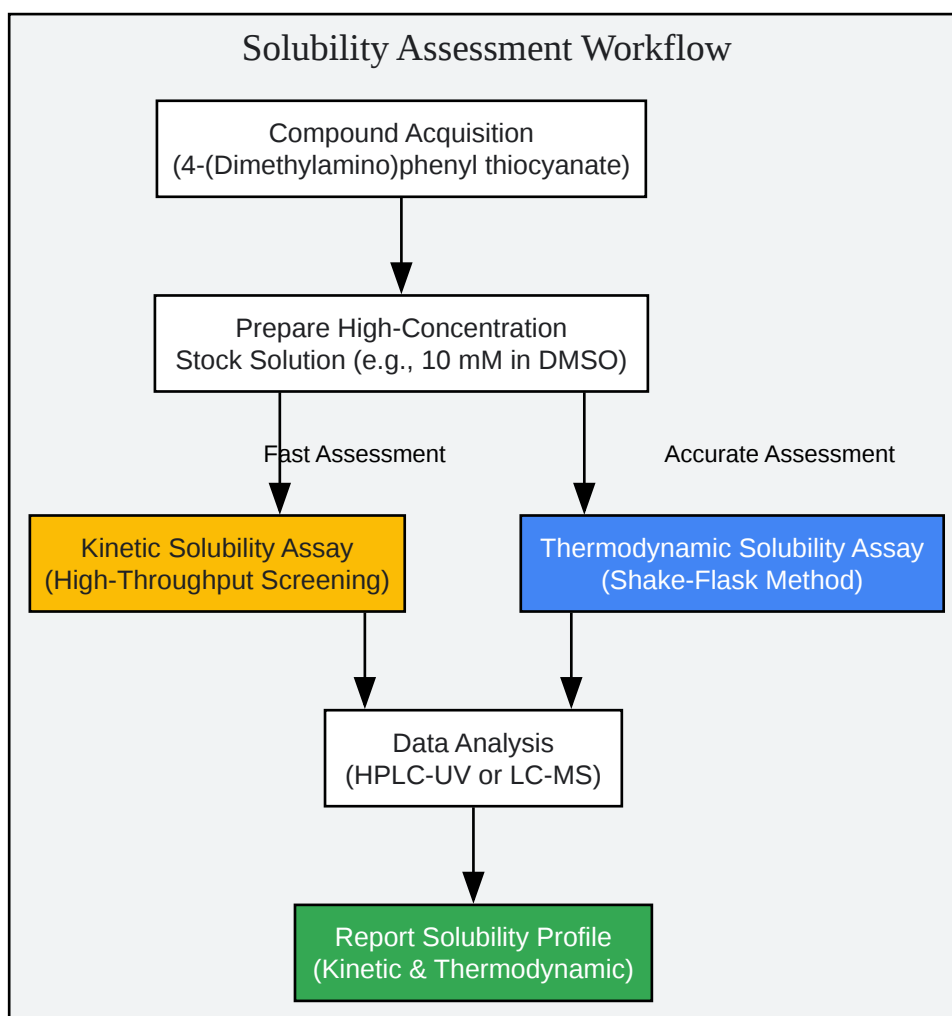 Solubility Assessment Workflow
Compound Acquisition
(4-(Dimethylamino)phenyl thiocyanate)
Prepare High-Concentration
Stock Solution (e.g., 10 mM in DMSO)
Fast Assessment
Accurate Assessment
Kinetic Solubility Assay
(High-Throughput Screening)
Thermodynamic Solubility Assay
(Shake-Flask Method)
Data Analysis
(HPLC-UV or LC-MS)
Report Solubility Profile
(Kinetic & Thermodynamic)